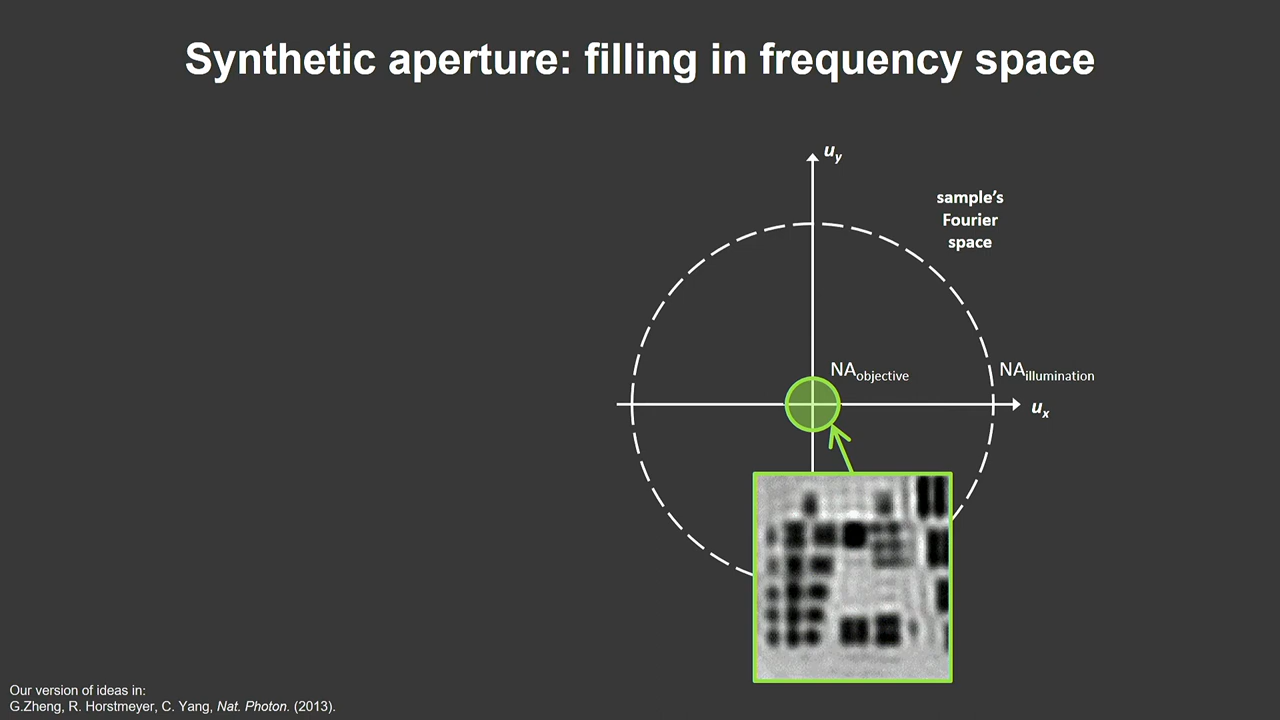 Synthetic aperture: filling in frequency space
uy
sample's
Fourier
space
NAobjective
NAillumination
ux
Our version of ideas in:
G.Zheng, R. Horstmeyer, C. Yang, Nat. Photon. (2013).